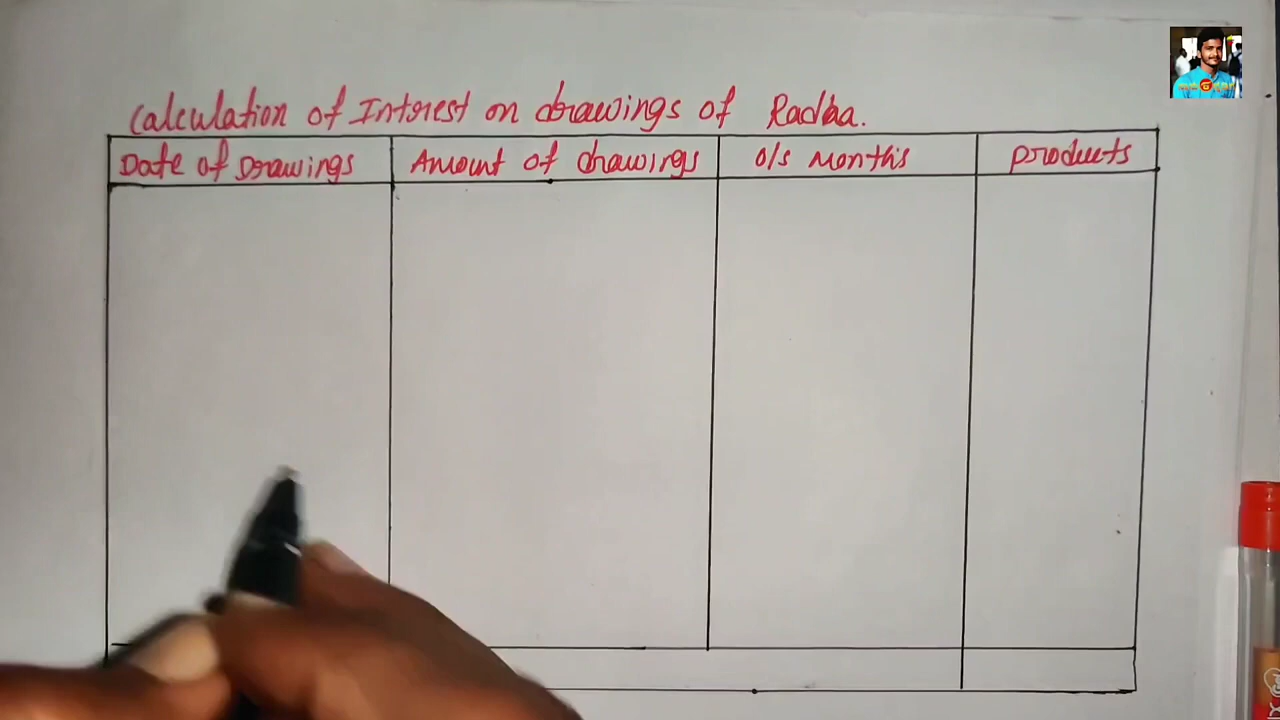 Calculation of Interest on drawings of Radha.
Date of Drawings Amount of drawings o/s months products